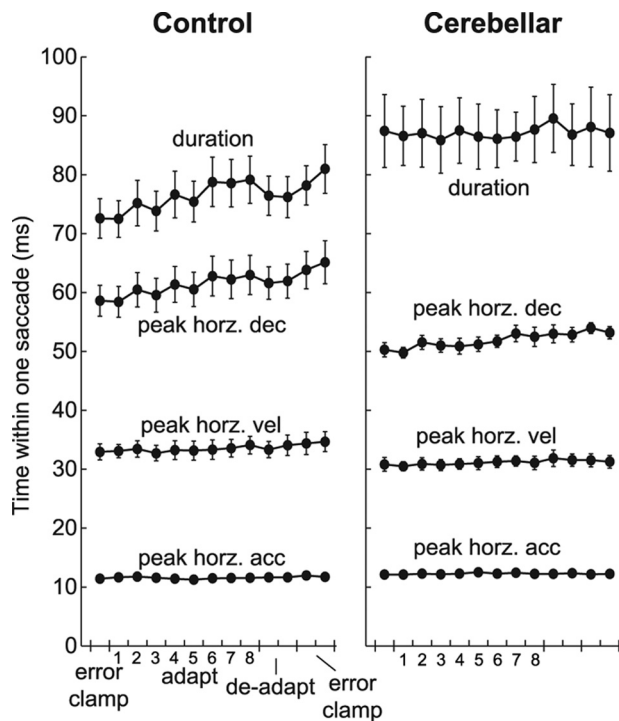 Control Cerebellar
100
90
80
70
60
50
40
30
20
10
0
Time within one saccade (ms)
duration
peak horz. dec
peak horz. vel
peak horz. acc
duration
peak horz. dec
peak horz. vel
peak horz. acc
1 2 3 4 5 6 7 8
error
clamp
adapt
de-adapt
error
clamp
1 2 3 4 5 6 7 8